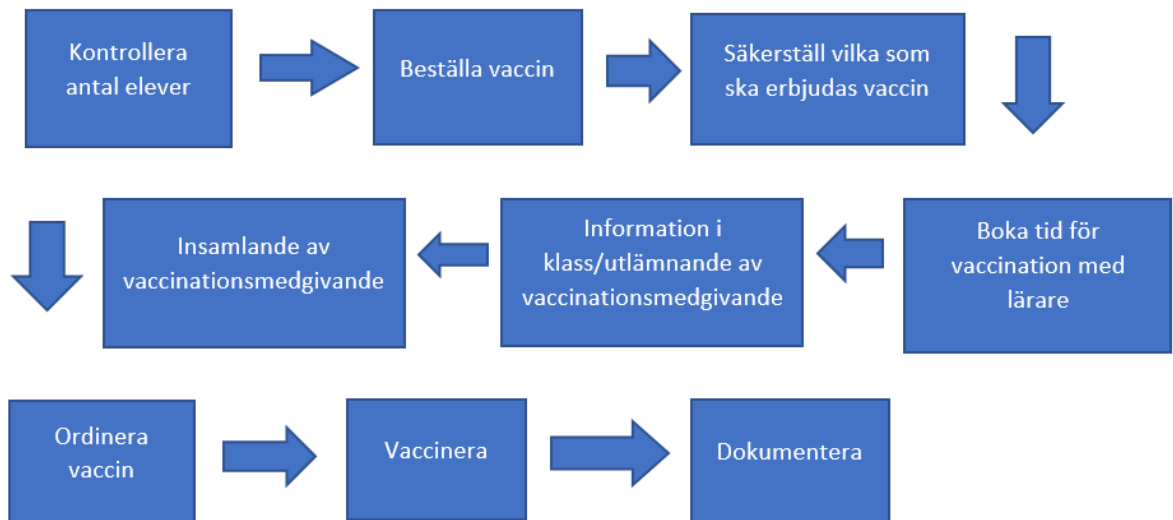 Kontrollera
antal elever
Beställa vaccin
Säkerställ vilka som
ska erbjudas vaccin
Boka tid för
vaccination med
lärare
Information i
klass/utlämnande av
vaccinationsmedgivande
Insamlande av
vaccinationsmedgivande
Ordinera
vaccin
Vaccinera
Dokumentera